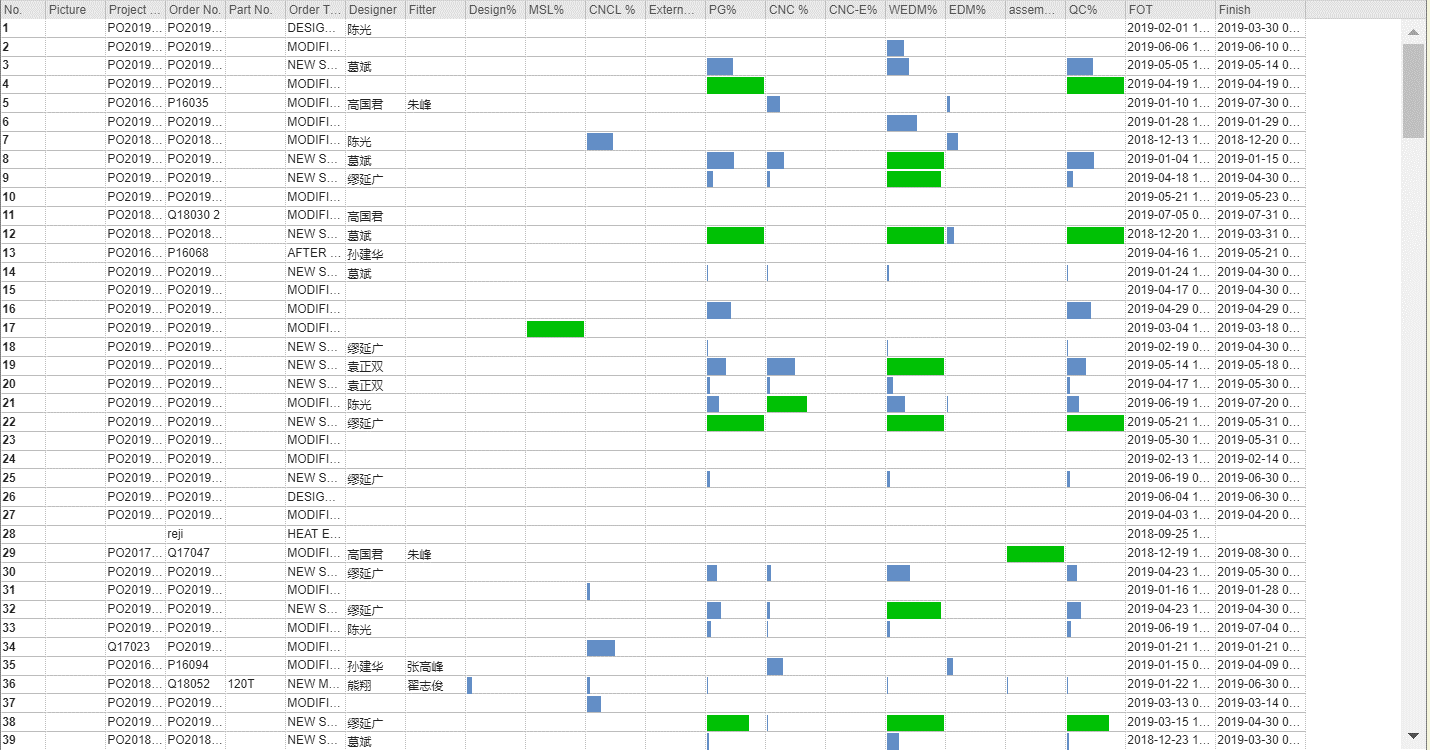 No. Picture Project ... Order No. Part No. Order T... Designer Fitter Design% MSL% CNCL % Extern... PG% CNC % CNC-E% WEDM% EDM% assem... QC% FOT Finish
1 PO2019... PO2019... DESIG... 陈光 2019-02-01 1... 2019-03-30 0...
2 PO2019... PO2019... MODIFI... 2019-06-06 1... 2019-06-10 0...
3 PO2019... PO2019... NEW S... 葛斌 2019-05-05 1... 2019-05-14 0...
4 PO2019... PO2019... MODIFI... 2019-04-19 1... 2019-04-19 0...
5 PO2016... P16035 MODIFI... 高国君 朱峰 2019-01-10 1... 2019-07-30 0...
6 PO2019... PO2019... MODIFI... 2019-01-28 1... 2019-01-29 0...
7 PO2018... PO2018... MODIFI... 陈光 2018-12-13 1... 2018-12-20 0...
8 PO2019... PO2019... NEW S... 葛斌 2019-01-04 1... 2019-01-15 0...
9 PO2019... PO2019... NEW S... 缪延广 2019-04-18 1... 2019-04-30 0...
10 PO2019... PO2019... MODIFI... 2019-05-21 1... 2019-05-23 0...
11 PO2018... Q18030 2 MODIFI... 高国君 2019-07-05 0... 2019-07-31 0...
12 PO2018... PO2018... NEW S... 葛斌 2018-12-20 1... 2019-03-31 0...
13 PO2016... P16068 AFTER ... 孙建华 2019-04-16 1... 2019-05-21 0...
14 PO2019... PO2019... NEW S... 葛斌 2019-01-24 1... 2019-04-30 0...
15 PO2019... PO2019... MODIFI... 2019-04-17 0... 2019-04-30 0...
16 PO2019... PO2019... MODIFI... 2019-04-29 0... 2019-04-29 0...
17 PO2019... PO2019... MODIFI... 2019-03-04 1... 2019-03-18 0...
18 PO2019... PO2019... NEW S... 缪延广 2019-02-19 0... 2019-04-30 0...
19 PO2019... PO2019... NEW S... 袁正双 2019-05-14 1... 2019-05-18 0...
20 PO2019... PO2019... NEW S... 袁正双 2019-04-17 1... 2019-05-30 0...
21 PO2019... PO2019... MODIFI... 陈光 2019-06-19 1... 2019-07-20 0...
22 PO2019... PO2019... NEW S... 缪延广 2019-05-21 1... 2019-05-31 0...
23 PO2019... PO2019... MODIFI... 2019-05-30 1... 2019-05-31 0...
24 PO2019... PO2019... MODIFI... 2019-02-13 1... 2019-02-14 0...
25 PO2019... PO2019... NEW S... 缪延广 2019-06-19 0... 2019-06-30 0...
26 PO2019... PO2019... DESIG... 2019-06-04 1... 2019-06-30 0...
27 PO2019... PO2019... MODIFI... 2019-04-03 1... 2019-04-20 0...
28 reji HEAT E... 2018-09-25 1...
29 PO2017... Q17047 MODIFI... 高国君 朱峰 2018-12-19 1... 2019-08-30 0...
30 PO2019... PO2019... NEW S... 缪延广 2019-04-23 1... 2019-05-30 0...
31 PO2019... PO2019... MODIFI... 2019-01-16 1... 2019-01-28 0...
32 PO2019... PO2019... NEW S... 缪延广 2019-04-23 1... 2019-04-30 0...
33 PO2019... PO2019... MODIFI... 陈光 2019-06-19 1... 2019-07-04 0...
34 Q17023 PO2019... MODIFI... 2019-01-21 1... 2019-01-21 0...
35 PO2016... P16094 MODIFI... 孙建华 张高峰 2019-01-15 0... 2019-04-09 0...
36 PO2018... Q18052 120T NEW M... 熊翔 翟志俊 2019-01-22 1... 2019-06-30 0...
37 PO2019... PO2019... MODIFI... 2019-03-13 0... 2019-03-14 0...
38 PO2019... PO2019... NEW S... 缪延广 2019-03-15 1... 2019-04-30 0...
39 PO2018... PO2018... NEW S... 葛斌 2018-12-23 1... 2019-03-30 0...